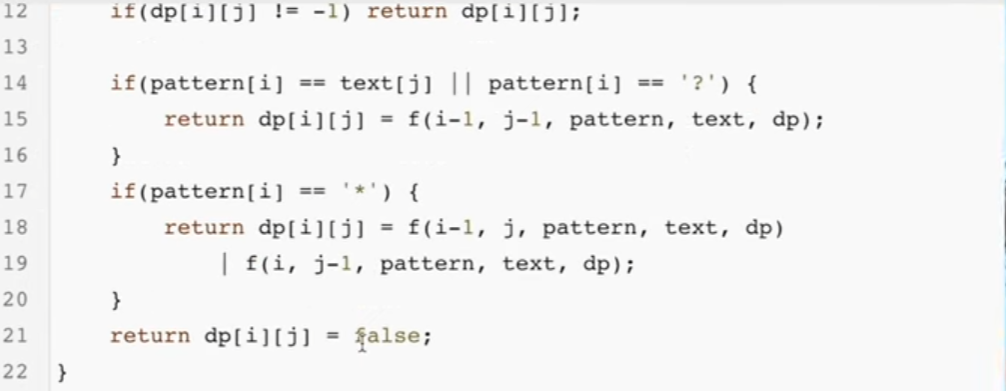 12 if(dp[i][j] != -1) return dp[i][j];
13
14 if(pattern[i] == text[j] || pattern[i] == '?') {
15 return dp[i][j] = f(i-1, j-1, pattern, text, dp);
16 }
17 if(pattern[i] == '*') {
18 return dp[i][j] = f(i-1, j, pattern, text, dp)
19 | f(i, j-1, pattern, text, dp);
20 }
21 return dp[i][j] = false;
22 }